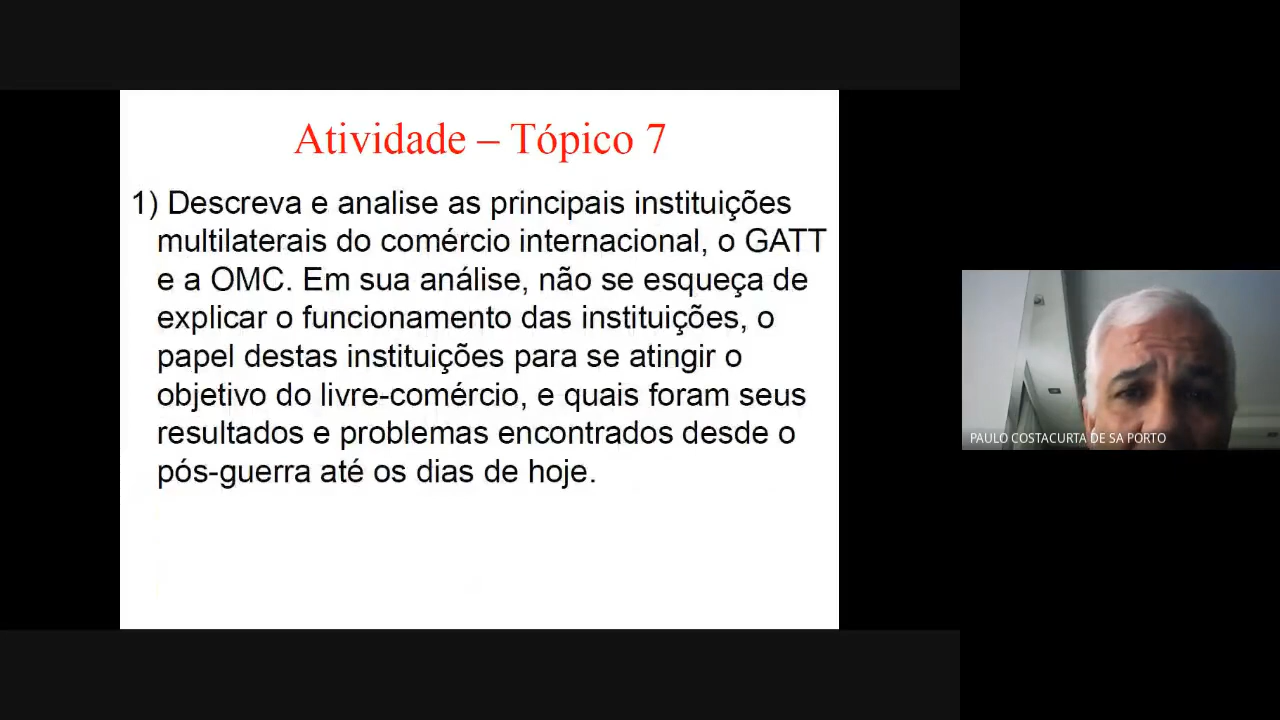 Atividade – Tópico 7
1) Descreva e analise as principais instituições
multilaterais do comércio internacional, o GATT
e a OMC. Em sua análise, não se esqueça de
explicar o funcionamento das instituições, o
papel destas instituições para se atingir o
objetivo do livre-comércio, e quais foram seus
resultados e problemas encontrados desde o
pós-guerra até os dias de hoje.
PAULO COSTACURTA DE SA PORTO